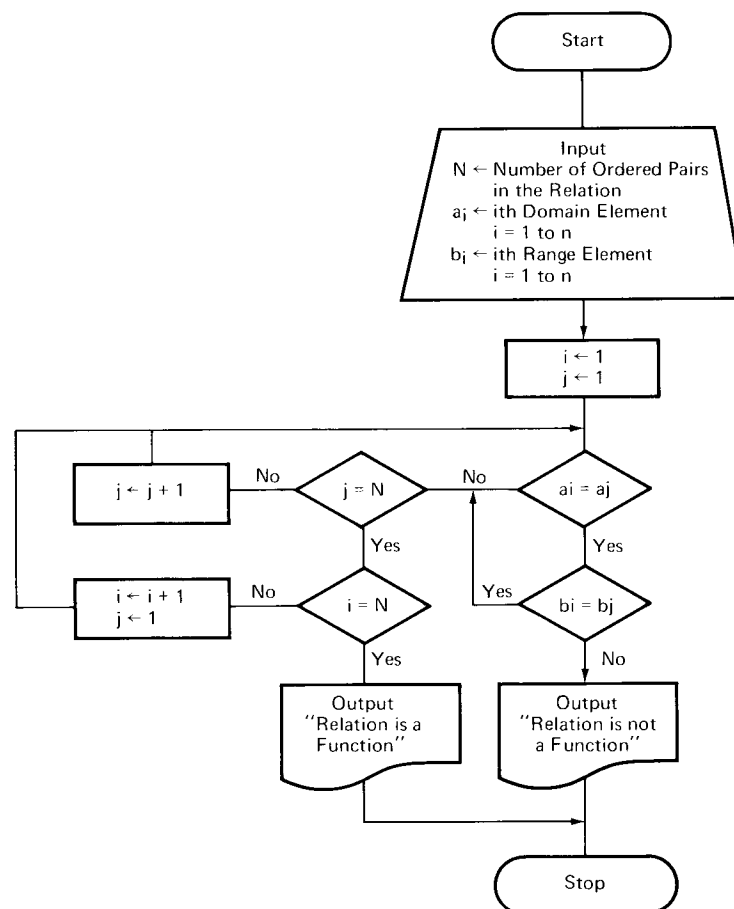 Start
Input
N ← Number of Ordered Pairs
in the Relation
ai ← ith Domain Element
i = 1 to n
bi ← ith Range Element
i = 1 to n
i ← 1
j ← 1
j ← j + 1
No
j = N
No
ai = aj
Yes
Yes
i ← i + 1
j ← 1
No
i = N
Yes
bi = bj
Yes
No
Output
"Relation is a
Function"
Output
"Relation is not
a Function"
Stop